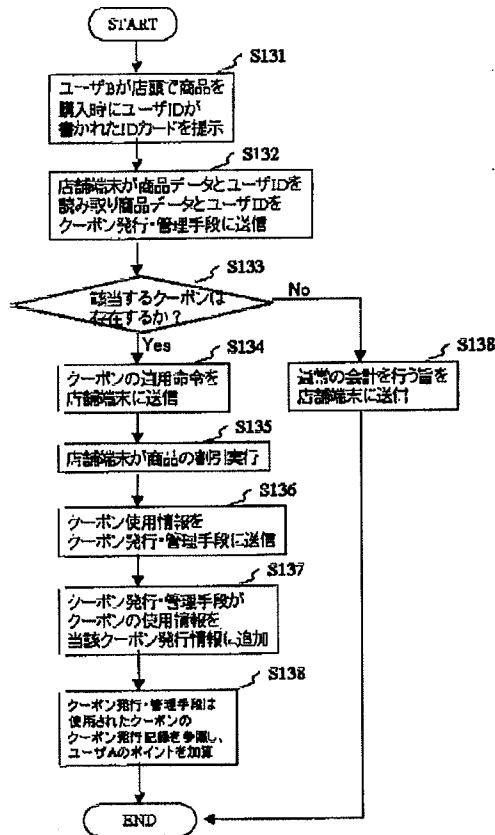 START
S131
ユーザBが店頭で商品を
購入時にユーザIDが
書かれたIDカードを提示
S132
店舗端末が商品データとユーザIDを
読み取り商品データとユーザIDを
クーポン発行・管理手段に送信
S133
該当するクーポンは
存在するか？
No
Yes
S134
クーポンの適用命令を
店舗端末に送信
S138
通常の会計を行う旨を
店舗端末に送信
S135
店舗端末が商品の割引実行
S136
クーポン使用情報を
クーポン発行・管理手段に送信
S137
クーポン発行・管理手段が
クーポンの使用情報を
当該クーポン発行情報に追加
S138
クーポン発行・管理手段は
使用されたクーポンの
クーポン発行記録を参照し、
ユーザAのポイントを加算
END